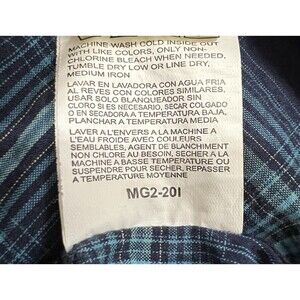 MACHINE WASH COLD INSIDE OUT
WITH LIKE COLORS, ONLY NON-
CHLORINE BLEACH WHEN NEEDED,
TUMBLE DRY LOW OR LINE DRY,
MEDIUM IRON
LAVAR EN LAVADORA CON AGUA FRIA
AL REVES CON COLORES SIMILARES,
USAR SOLO BLANQUEADOR SIN
CLORO SI ES NECESARIO, SECAR COLGADO
O EN SECADORA A TEMPERATURA BAJA,
PLANCHAR A TEMPERATURA MEDIA
LAVER A L'ENVERS A LA MACHINE A
L'EAU FROIDE AVEC COULEURS
SEMBLABLES, AGENT DE BLANCHIMENT
NON CHLORE AU BESOIN, SECHER A LA
MACHINE A BASSE TEMPERATURE OU
SUSPENDRE POUR SECHER, REPASSER
A TEMPERATURE MOYENNE
MG2-20I